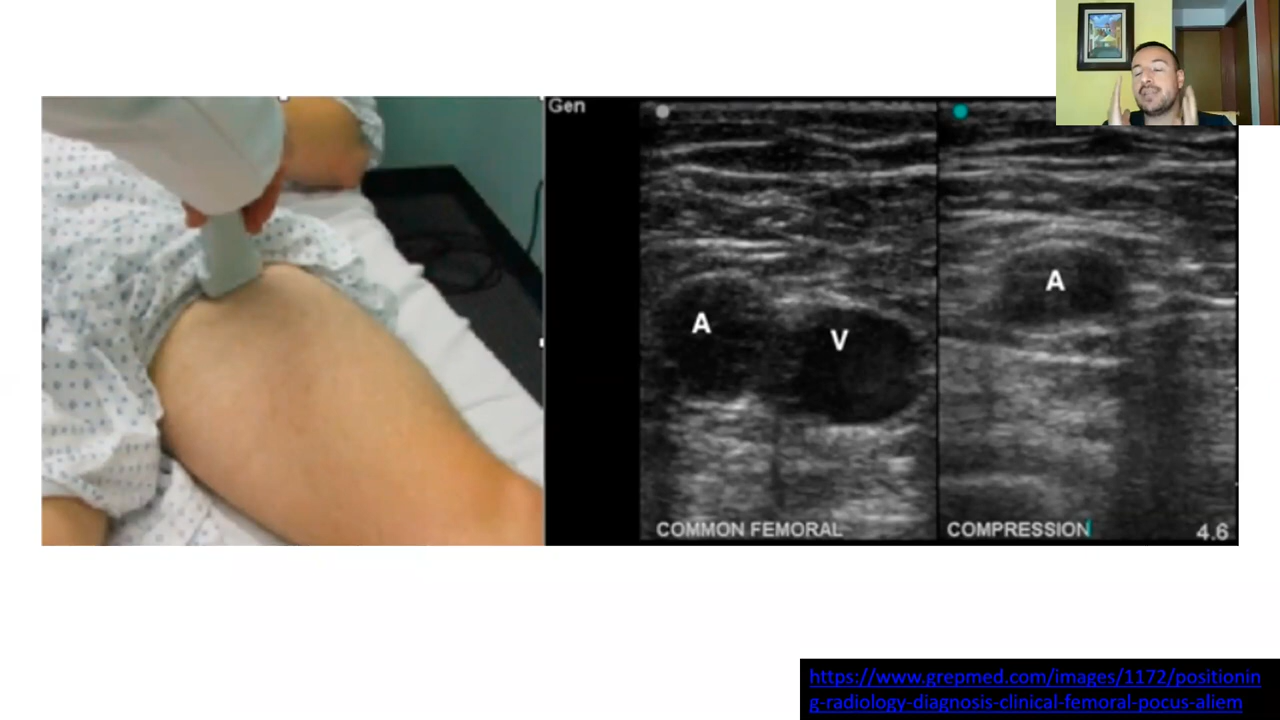 Gen
A
V
A
COMMON FEMORAL
COMPRESSION
4.6
https://www.grepmed.com/images/1172/positionin
g-radiology-diagnosis-clinical-femoral-pocus-aliem